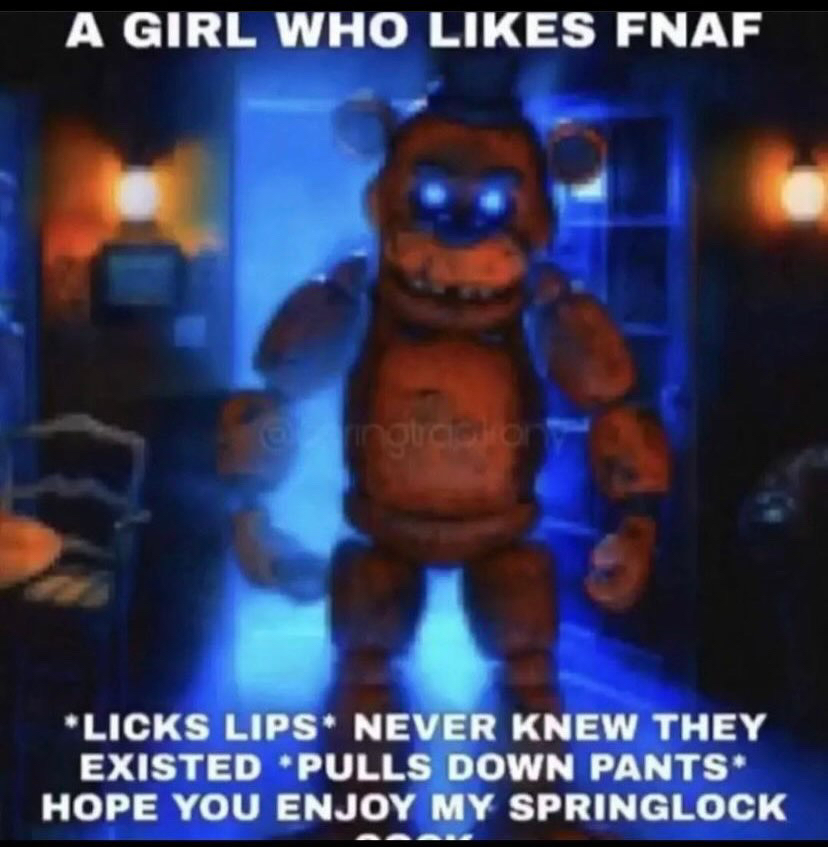 A GIRL WHO LIKES FNAF
*LICKS LIPS* NEVER KNEW THEY
EXISTED *PULLS DOWN PANTS*
HOPE YOU ENJOY MY SPRINGLOCK